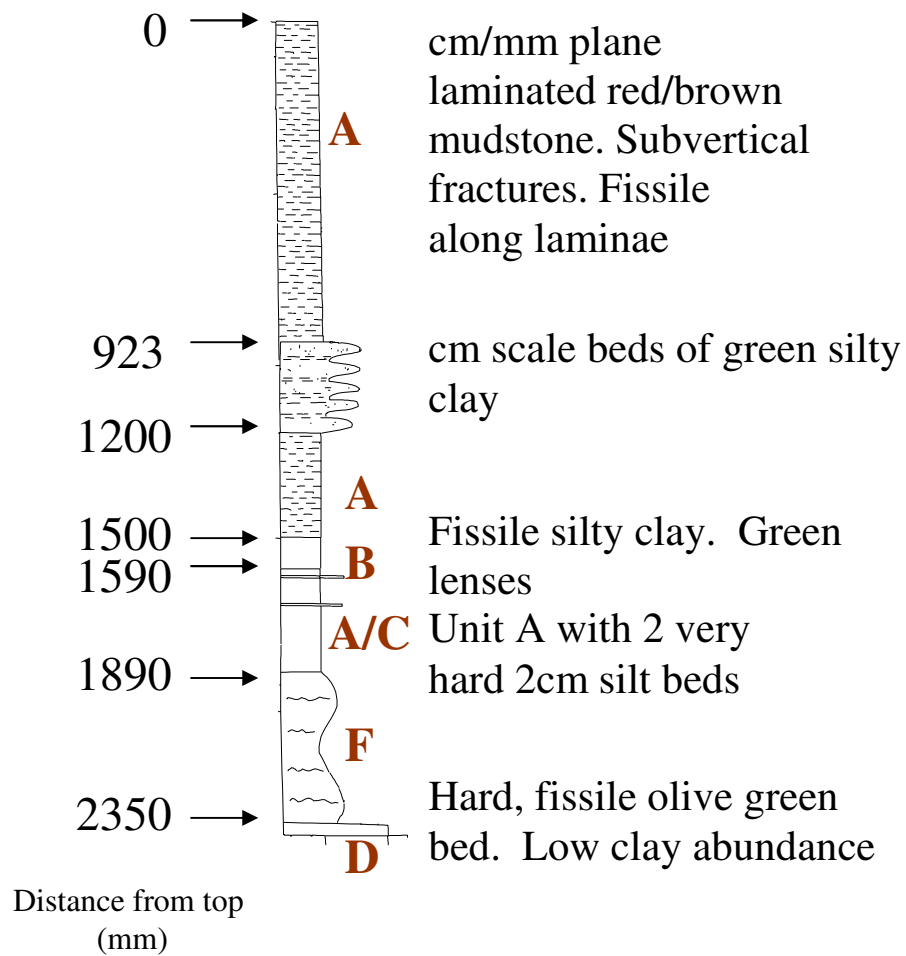 0
cm/mm plane
laminated red/brown
mudstone. Subvertical
fractures. Fissile
along laminae
A
923
cm scale beds of green silty
clay
1200
A
1500
Fissile silty clay.  Green
lenses
1590
B
A/C
Unit A with 2 very
hard 2cm silt beds
1890
F
2350
Hard, fissile olive green
bed.  Low clay abundance
D
Distance from top
(mm)